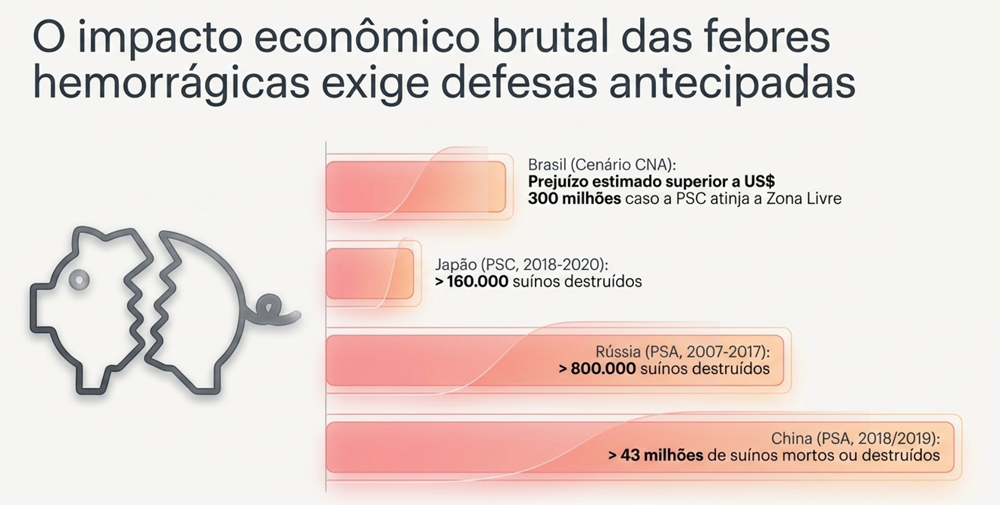 O impacto econômico brutal das febres
hemorrágicas exige defesas antecipadas
Brasil (Cenário CNA):
Prejuízo estimado superior a US$
300 milhões caso a PSC atinja a Zona Livre
Japão (PSC, 2018-2020):
> 160.000 suínos destruídos
Rússia (PSA, 2007-2017):
> 800.000 suínos destruídos
China (PSA, 2018/2019):
> 43 milhões de suínos mortos ou destruídos